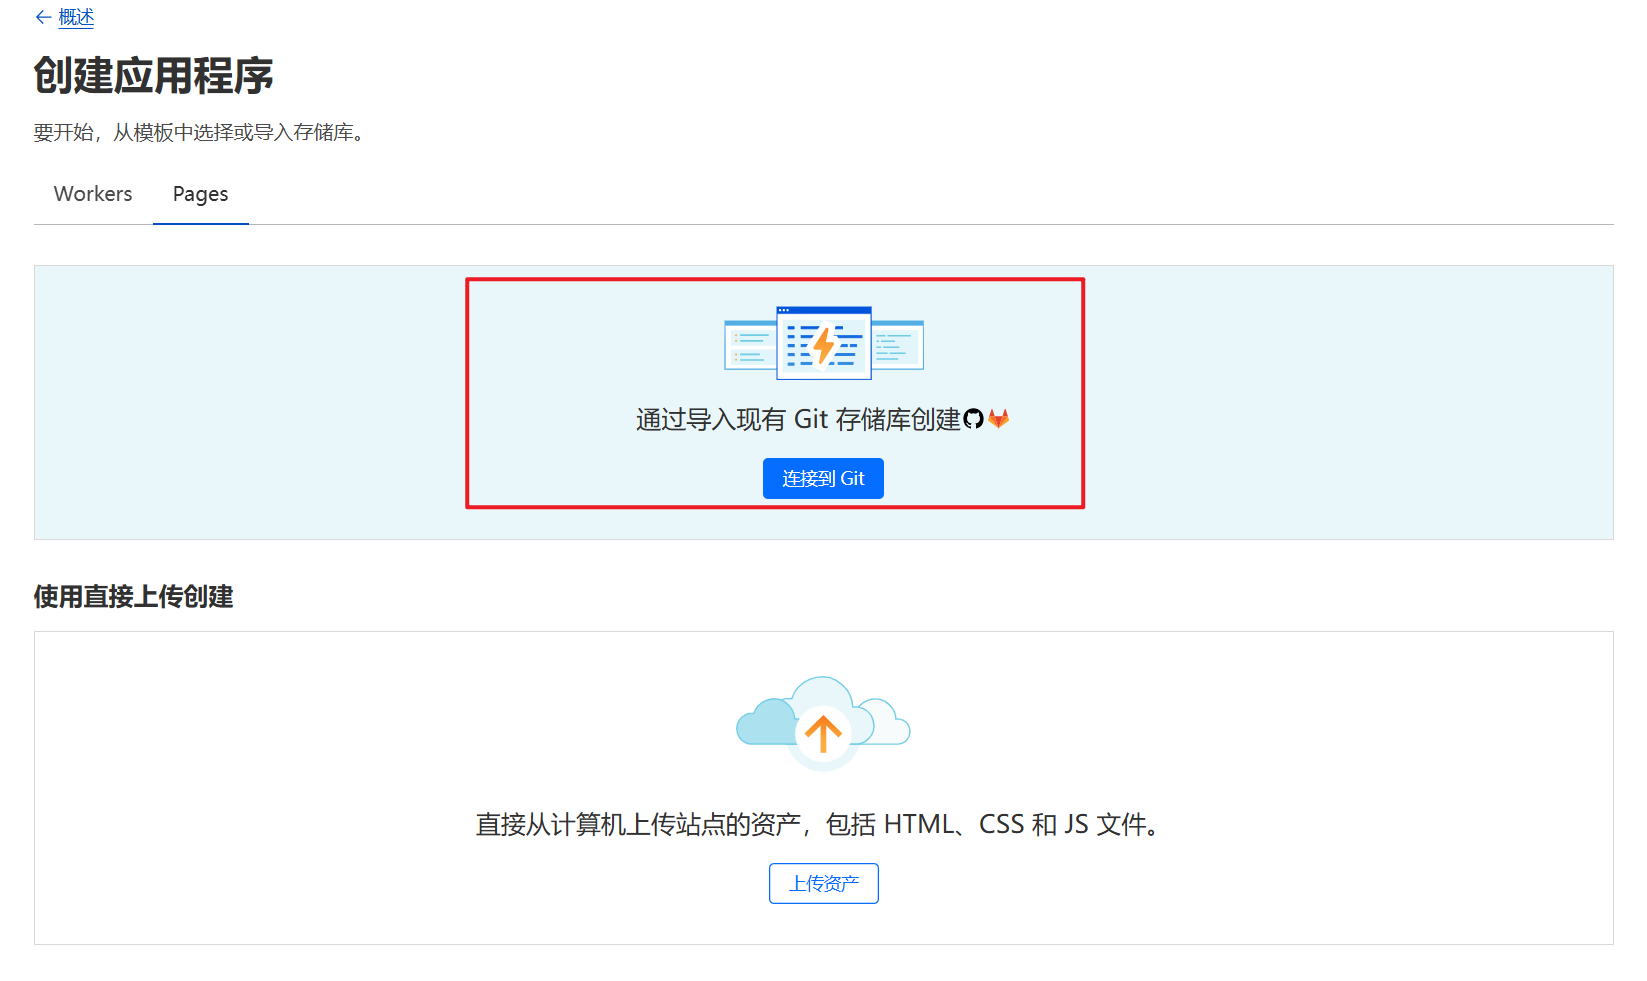 概述
创建应用程序
要开始，从模板中选择或导入存储库。
Workers Pages
通过导入现有 Git 存储库创建
连接到 Git
使用直接上传创建
直接从计算机上传站点的资产，包括 HTML、CSS 和 JS 文件。
上传资产